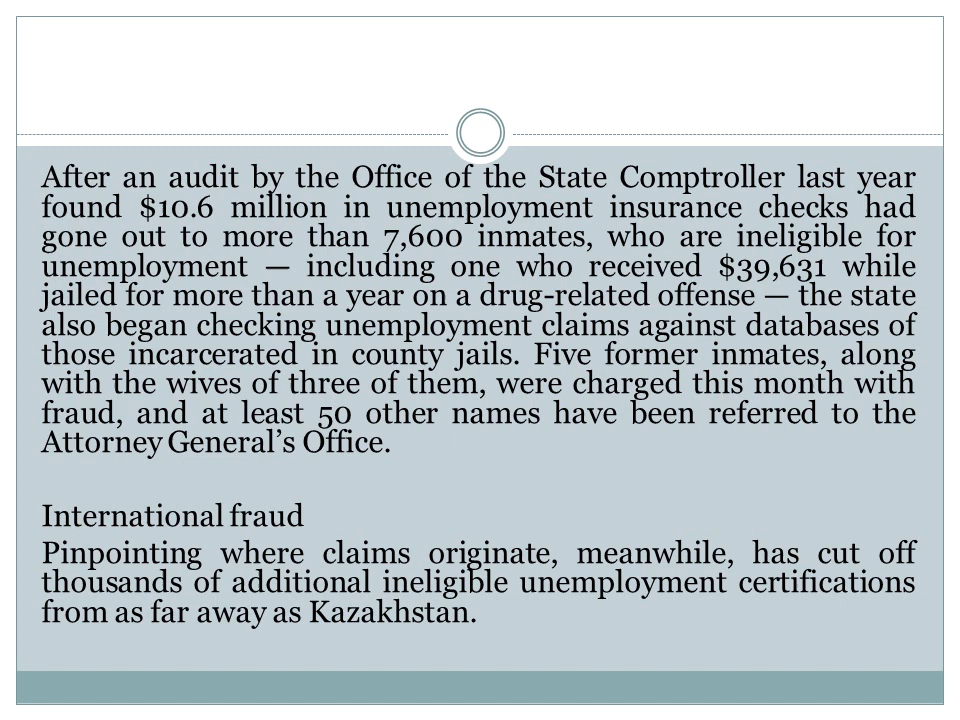 After an audit by the Office of the State Comptroller last year
found $10.6 million in unemployment insurance checks had
gone out to more than 7,600 inmates, who are ineligible for
unemployment — including one who received $39,631 while
jailed for more than a year on a drug-related offense — the state
also began checking unemployment claims against databases of
those incarcerated in county jails. Five former inmates, along
with the wives of three of them, were charged this month with
fraud, and at least 50 other names have been referred to the
Attorney General’s Office.
International fraud
Pinpointing where claims originate, meanwhile, has cut off
thousands of additional ineligible unemployment certifications
from as far away as Kazakhstan.